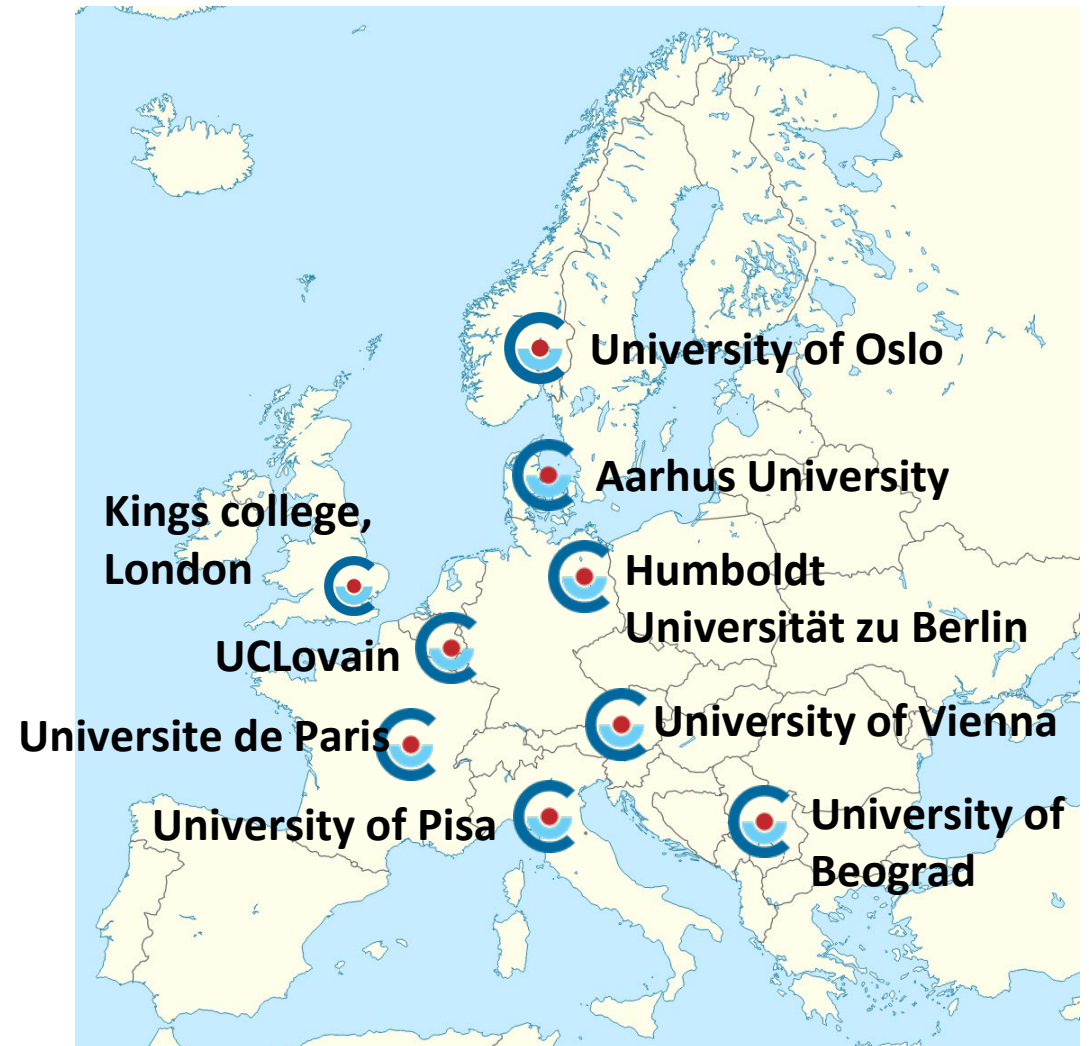 University of Oslo
Aarhus University
Kings college,
London
Humboldt
Universität zu Berlin
UCLovain
University of Vienna
Universite de Paris
University of Pisa
University of
Beograd